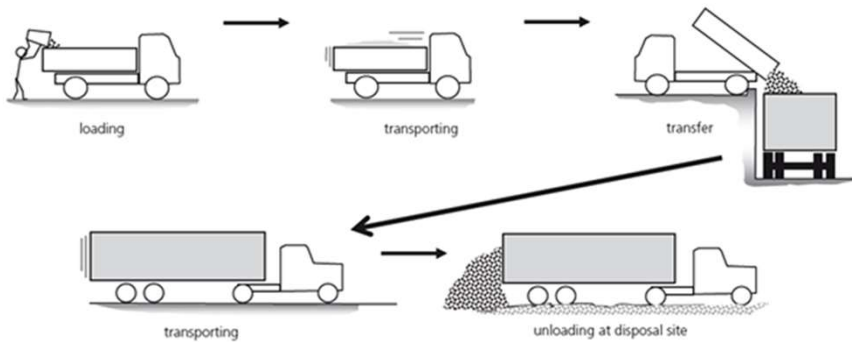 loading
transporting
transfer
transporting
unloading at disposal site